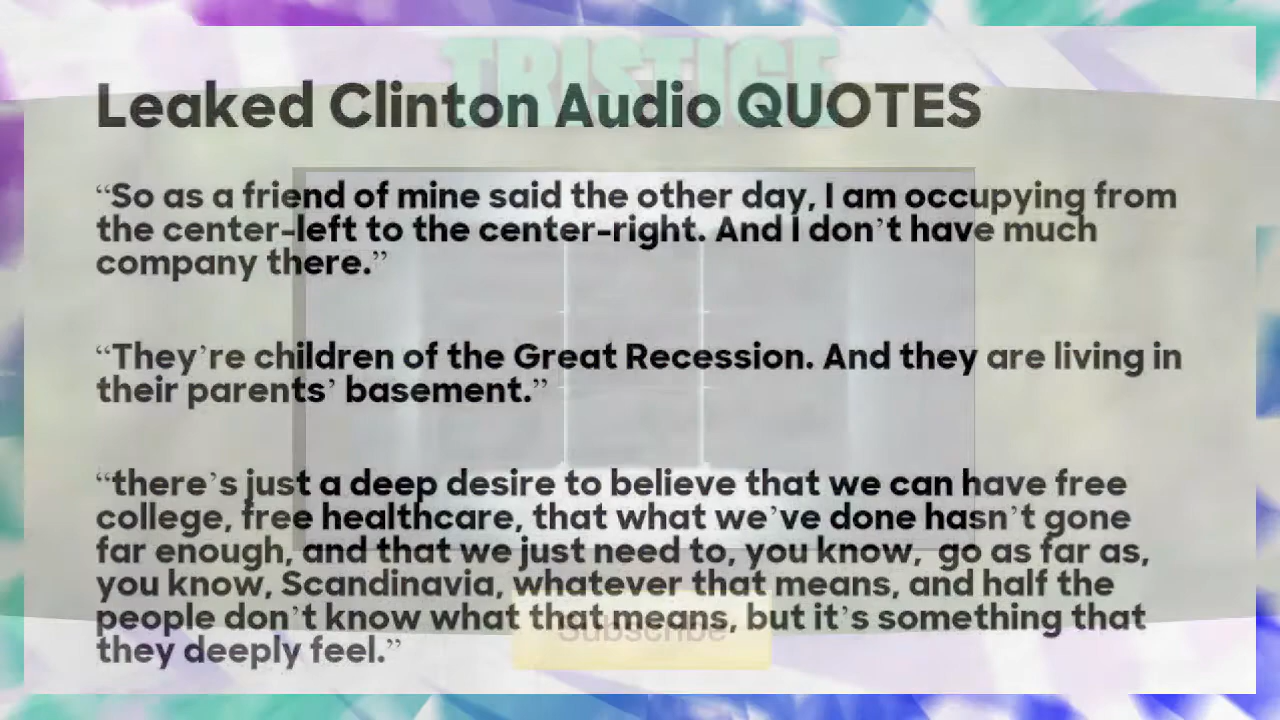 TRISTIGE
Leaked Clinton Audio QUOTES
“So as a friend of mine said the other day, I am occupying from
the center-left to the center-right. And I don’t have much
company there.”
“They’re children of the Great Recession. And they are living in
their parents’ basement.”
“there’s just a deep desire to believe that we can have free
college, free healthcare, that what we’ve done hasn’t gone
far enough, and that we just need to, you know, go as far as,
you know, Scandinavia, whatever that means, and half the
people don’t know what that means, but it’s something that
Subscribe
they deeply feel.”